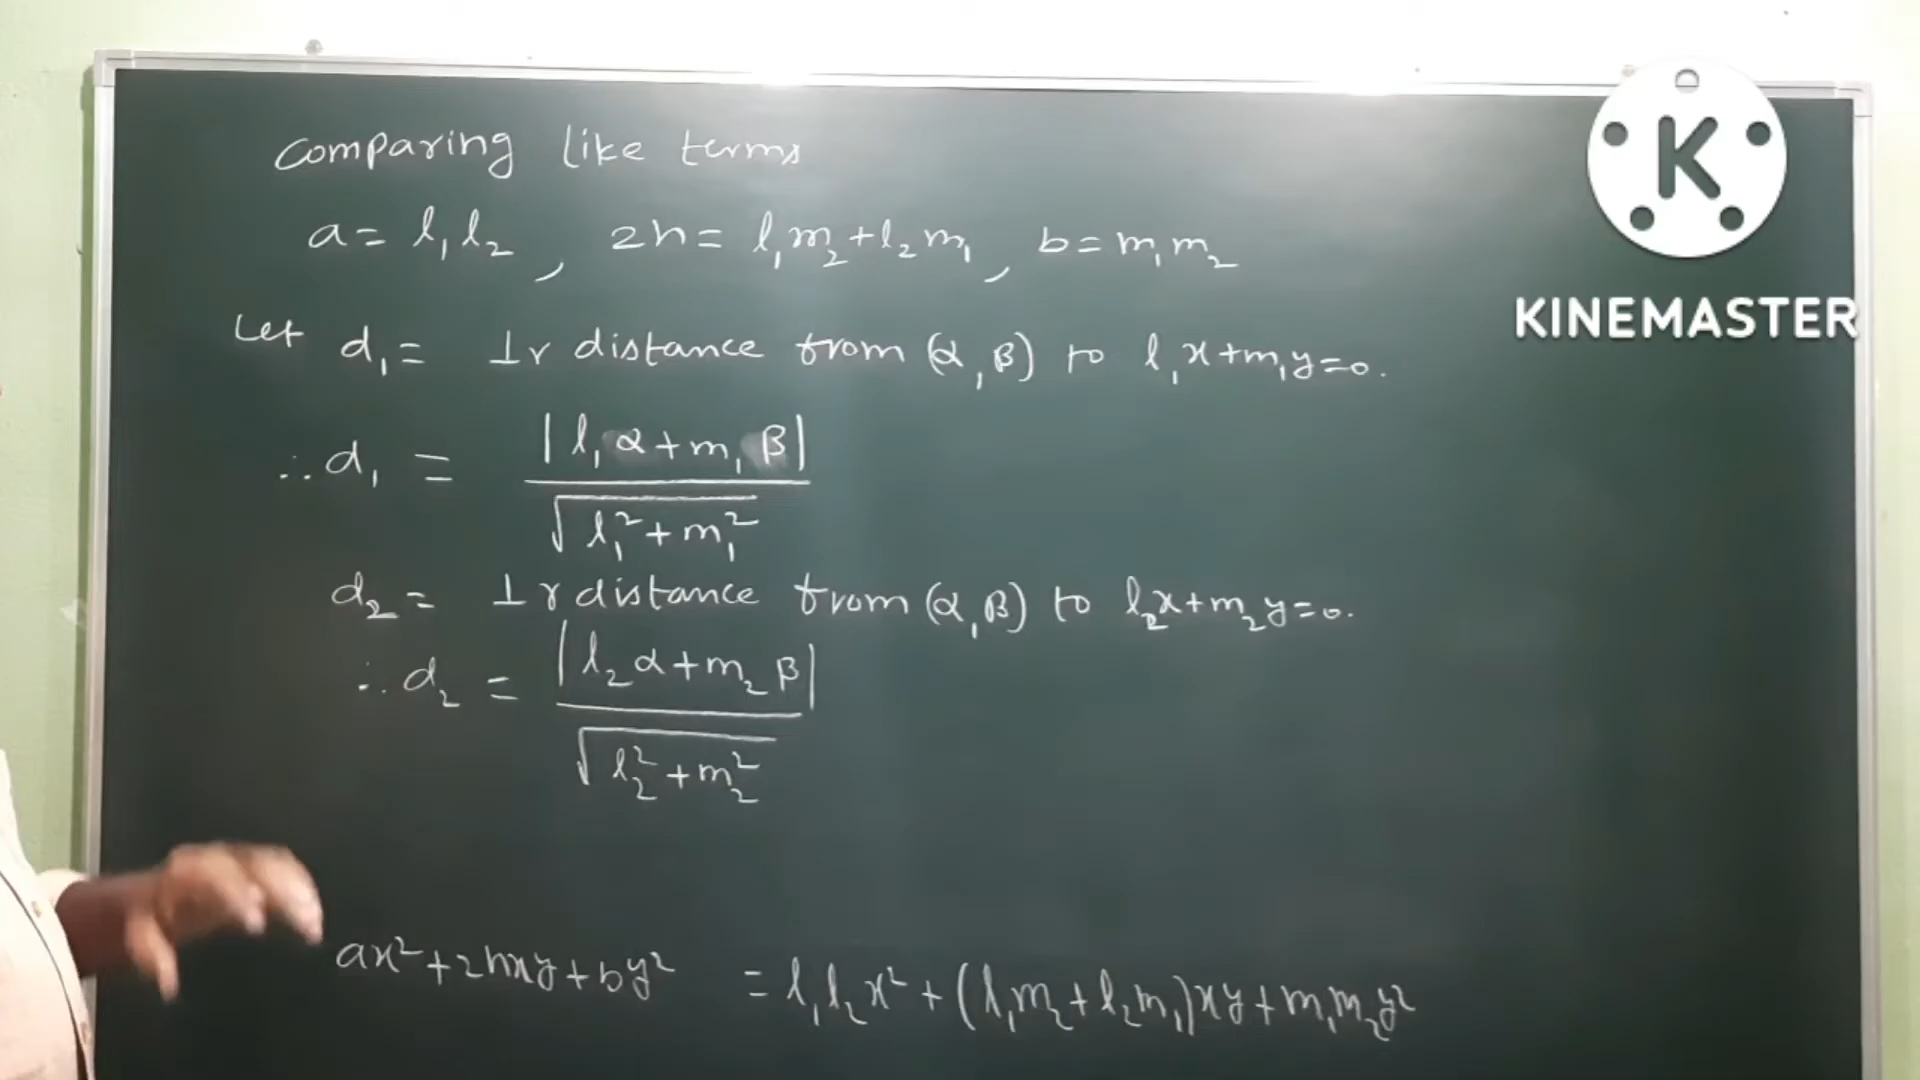 comparing like terms
a = l₁l₂, 2h = l₁m₂+l₂m₁, b = m₁m₂
Let d₁ = ⊥r distance from (α,β) to l₁x+m₁y=0.
∴ d₁ = |l₁α+m₁β| / √(l₁²+m₁²)
d₂ = ⊥r distance from (α,β) to l₂x+m₂y=0.
∴ d₂ = |l₂α+m₂β| / √(l₂²+m₂²)
ax²+2hxy+by² = l₁l₂x²+(l₁m₂+l₂m₁)xy+m₁m₂y²
K
KINEMASTER